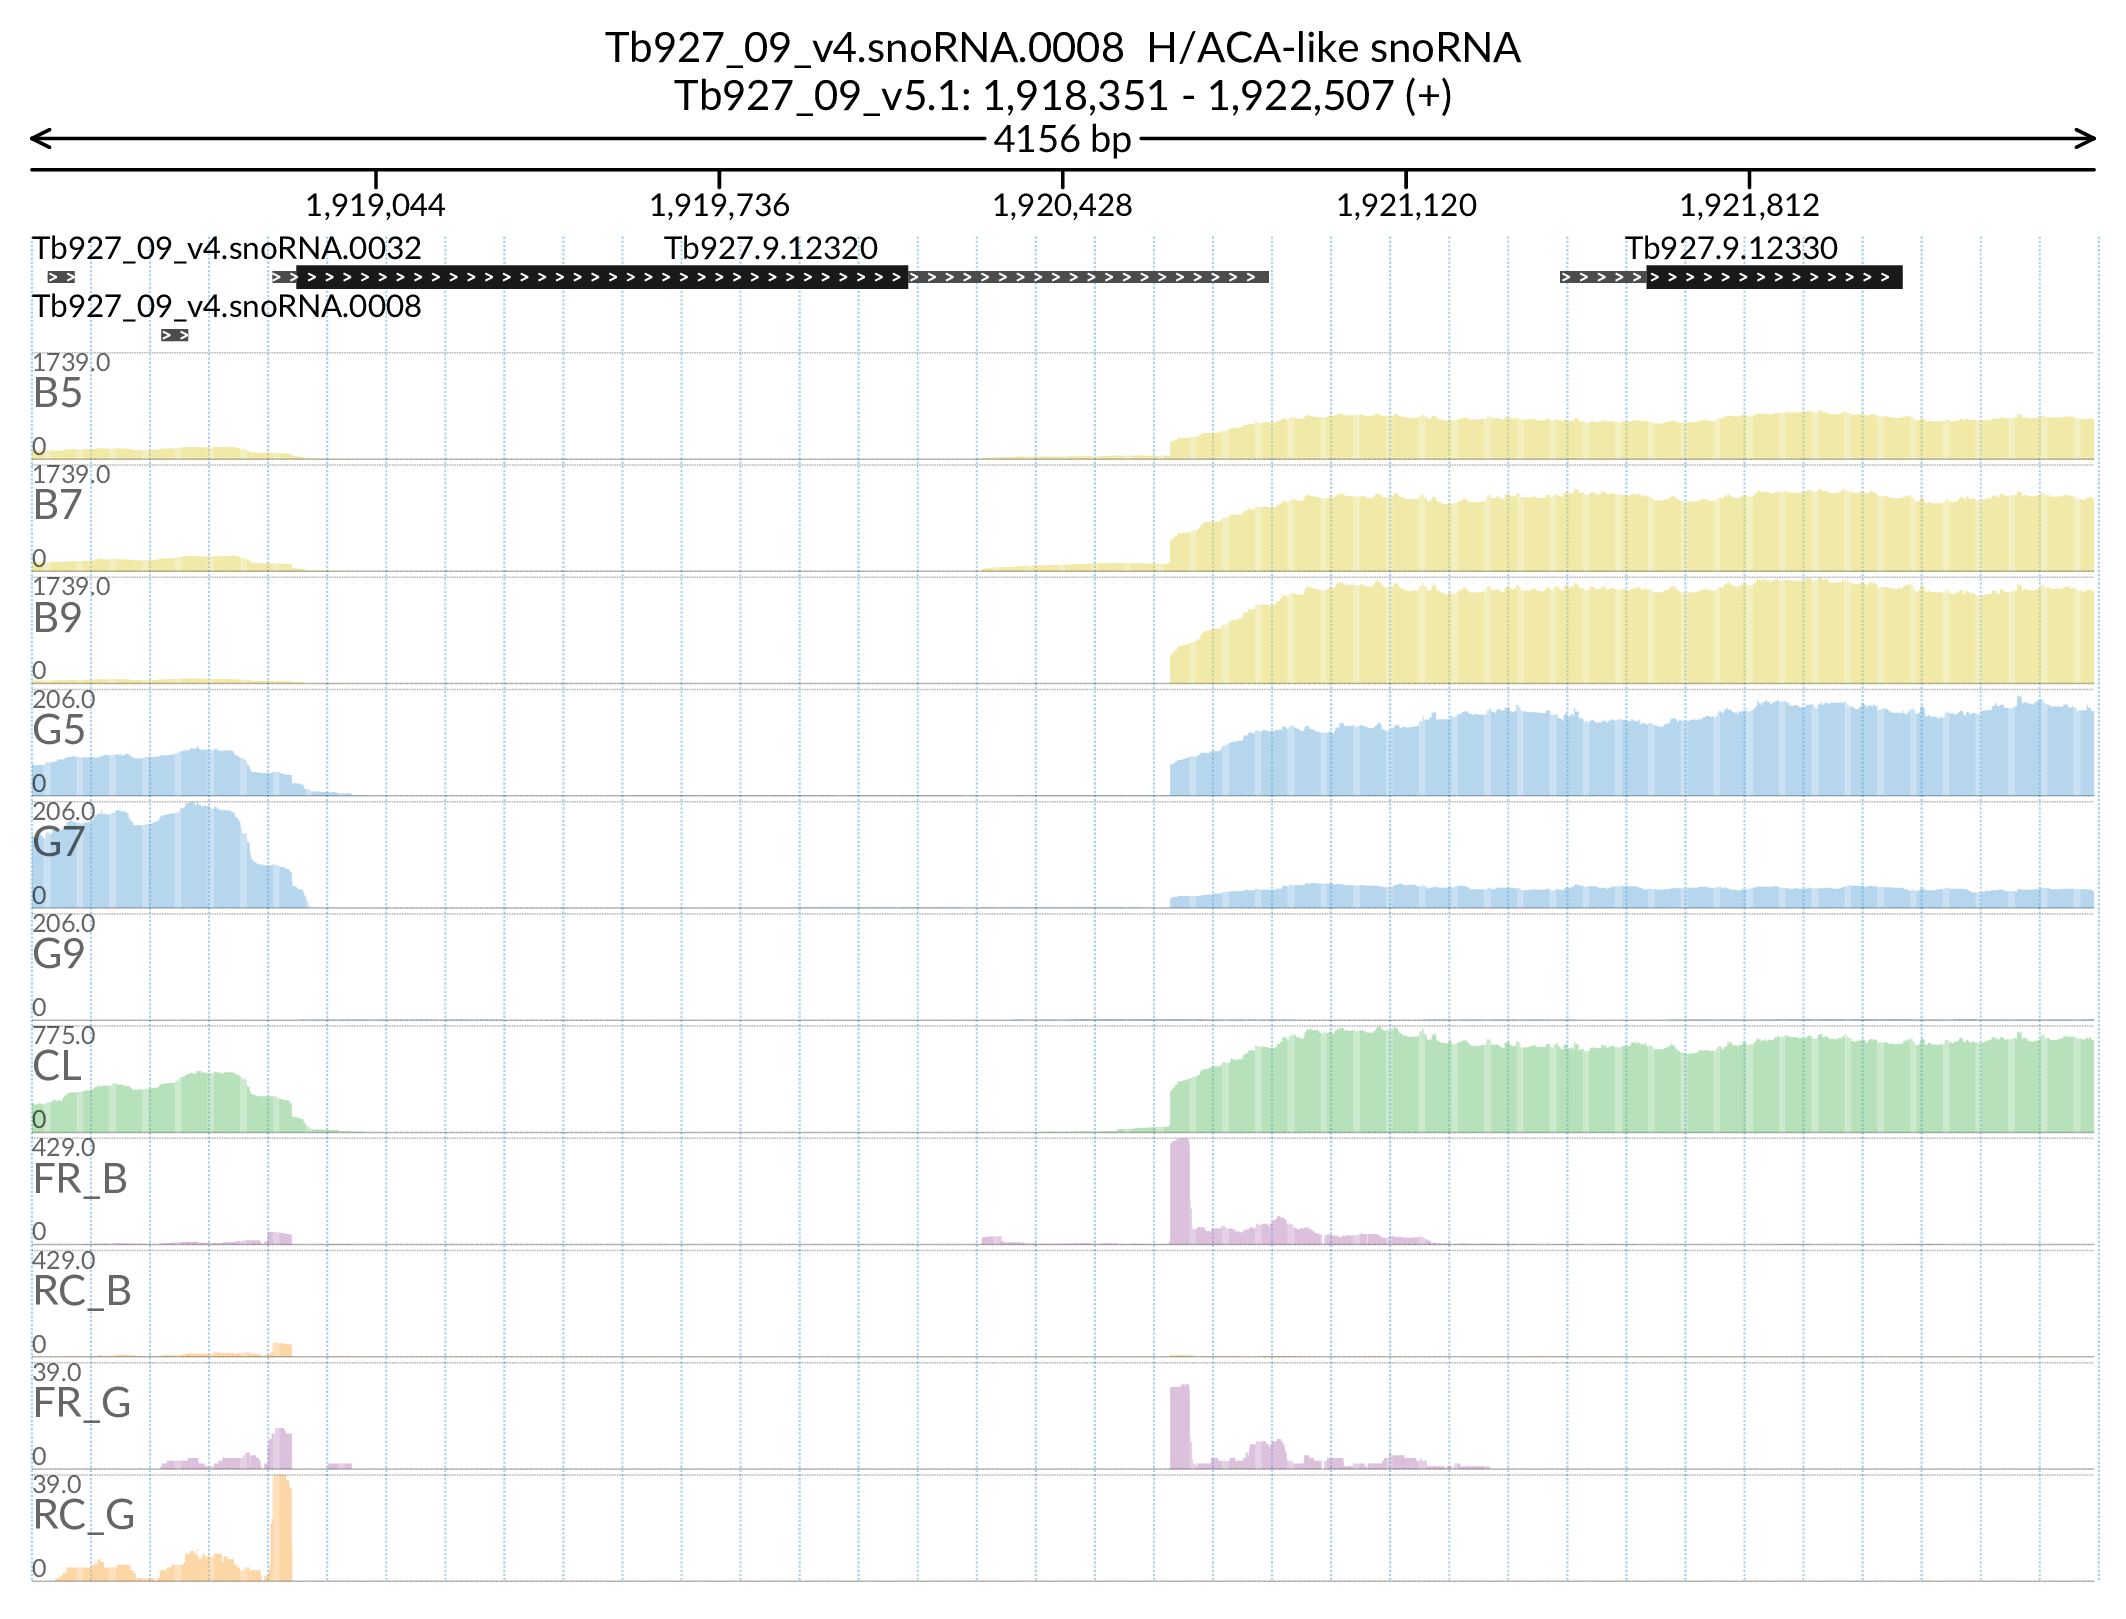 Tb927_09_v4.snoRNA.0008 H/ACA-like snoRNA
Tb927_09_v5.1: 1,918,351 - 1,922,507 (+)
4156 bp
1,919,044 1,919,736 1,920,428 1,921,120 1,921,812
Tb927_09_v4.snoRNA.0032 Tb927.9.12320 Tb927.9.12330
Tb927_09_v4.snoRNA.0008
1739.0
B5
0
1739.0
B7
0
1739.0
B9
0
206.0
G5
0
206.0
G7
0
206.0
G9
0
775.0
CL
0
429.0
FR_B
0
429.0
RC_B
0
39.0
FR_G
0
39.0
RC_G
0